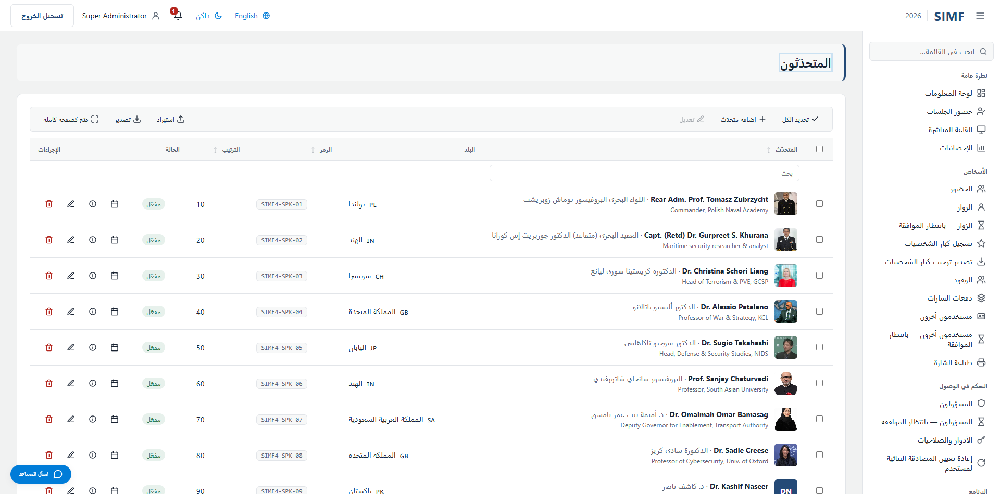 SIMF
2026
English
داكن
1
Super Administrator
تسجيل الخروج
ابحث في القائمة...
نظرة عامة
لوحة المعلومات
حضور الجلسات
القاعة المباشرة
الإحصائيات
الأشخاص
الحضور
الزوار
الزوار — بانتظار الموافقة
تسجيل كبار الشخصيات
تصدير ترحيب كبار الشخصيات
الوفود
دفعات الشارات
مستخدمون آخرون
مستخدمون آخرون — بانتظار
الموافقة
طباعة الشارة
التحكم في الوصول
المسؤولون
المسؤولون — بانتظار الموافقة
الأدوار والصلاحيات
إعادة تعيين المصادقة الثنائية
لمستخدم
البرنامج
المتحدّثون
تحديد الكل
إضافة متحدّث
تعديل
استيراد
تصدير
فتح كصفحة كاملة
المتحدّث البلد الرمز الترتيب الحالة الإجراءات
بحث
Rear Adm. Prof. Tomasz Zubrzycht · اللواء البحري البروفيسور توماش زوبريشت
Commander, Polish Naval Academy
PL بولندا SIMF4-SPK-01 10 مفعّل
Capt. (Retd) Dr. Gurpreet S. Khurana · العقيد البحري (متقاعد) الدكتور جوربريت إس كورانا
Maritime security researcher & analyst
IN الهند SIMF4-SPK-02 20 مفعّل
Dr. Christina Schori Liang · الدكتورة كريستينا شوري ليانغ
Head of Terrorism & PVE, GCSP
CH سويسرا SIMF4-SPK-03 30 مفعّل
Dr. Alessio Patalano · الدكتور أليسيو باتالانو
Professor of War & Strategy, KCL
GB المملكة المتحدة SIMF4-SPK-04 40 مفعّل
Dr. Sugio Takahashi · الدكتور سوجيو تاكاهاشي
Head, Defense & Security Studies, NIDS
JP اليابان SIMF4-SPK-05 50 مفعّل
Prof. Sanjay Chaturvedi · البروفيسور سانجاي شاتورفيدي
Professor, South Asian University
IN الهند SIMF4-SPK-06 60 مفعّل
Dr. Omaimah Omar Bamasag · د. أميمة بنت عمر بامسق
Deputy Governor for Enablement, Transport Authority
SA المملكة العربية السعودية SIMF4-SPK-07 70 مفعّل
Dr. Sadie Creese · الدكتورة سادي كريز
Professor of Cybersecurity, Univ. of Oxford
GB المملكة المتحدة SIMF4-SPK-08 80 مفعّل
DN
Dr. Kashif Naseer · د. كاشف ناصر
PK باكستان SIMF4-SPK-09 90 مفعّل
اسأل المساعد